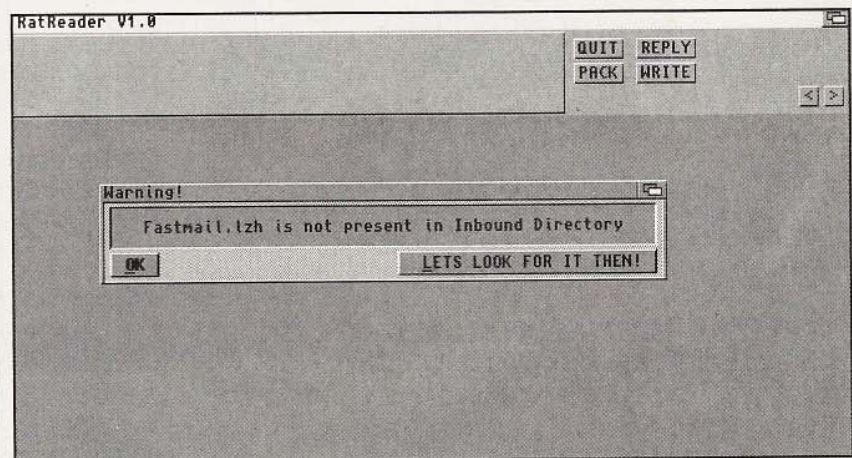 RatReader V1.0
QUIT REPLY
PACK WRITE
< >
Warning!
Fastmail.lzh is not present in Inbound Directory
OK LETS LOOK FOR IT THEN!